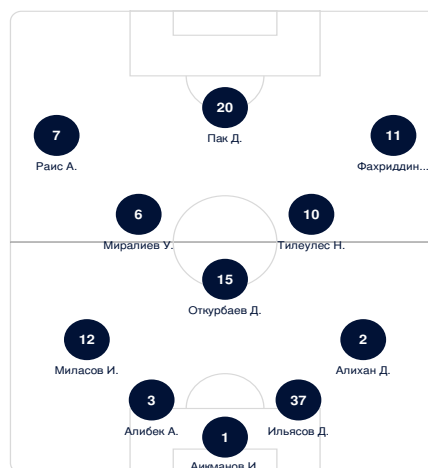 20
Пак Д.
7
Раис А.
11
Фахриддин...
6
Миралиев У.
10
Тилеулес Н.
15
Откурбаев Д.
12
Миласов И.
2
Алихан Д.
3
Алибек А.
37
Ильясов Д.
1